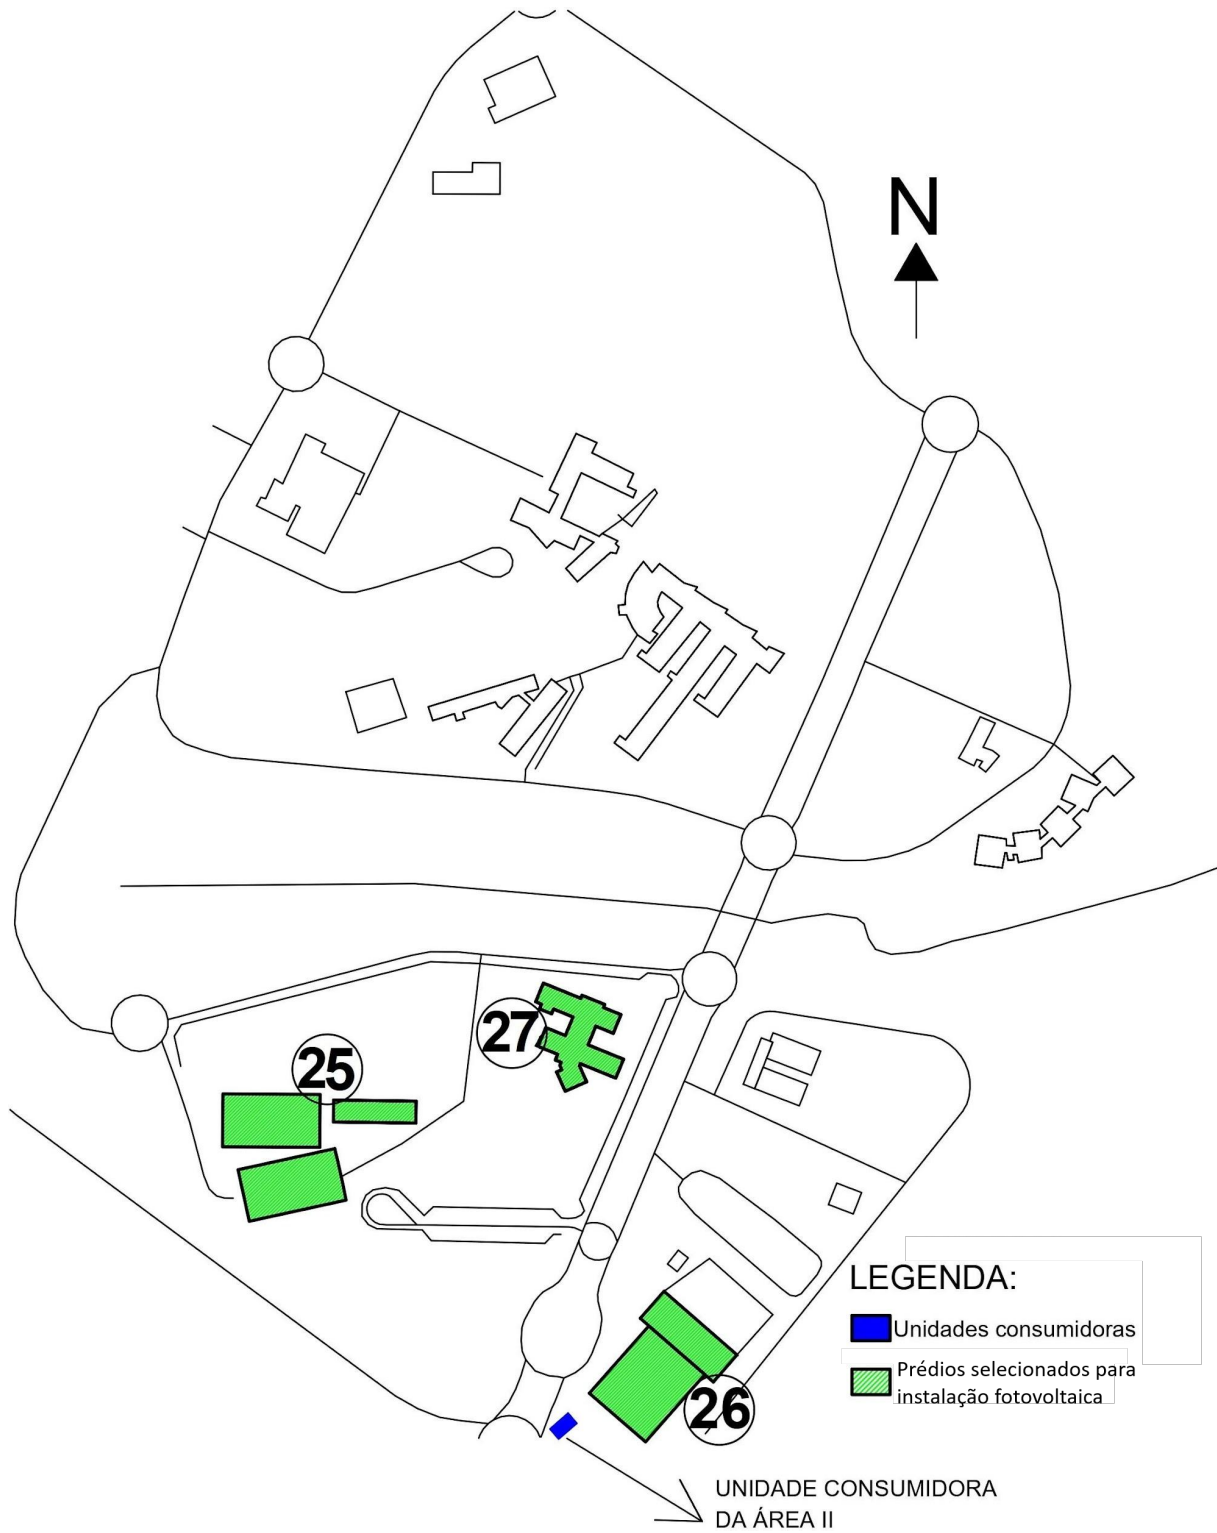 N
27
25
LEGENDA:
Unidades consumidoras
Prédios selecionados para
instalação fotovoltaica
26
UNIDADE CONSUMIDORA
DA ÁREA II